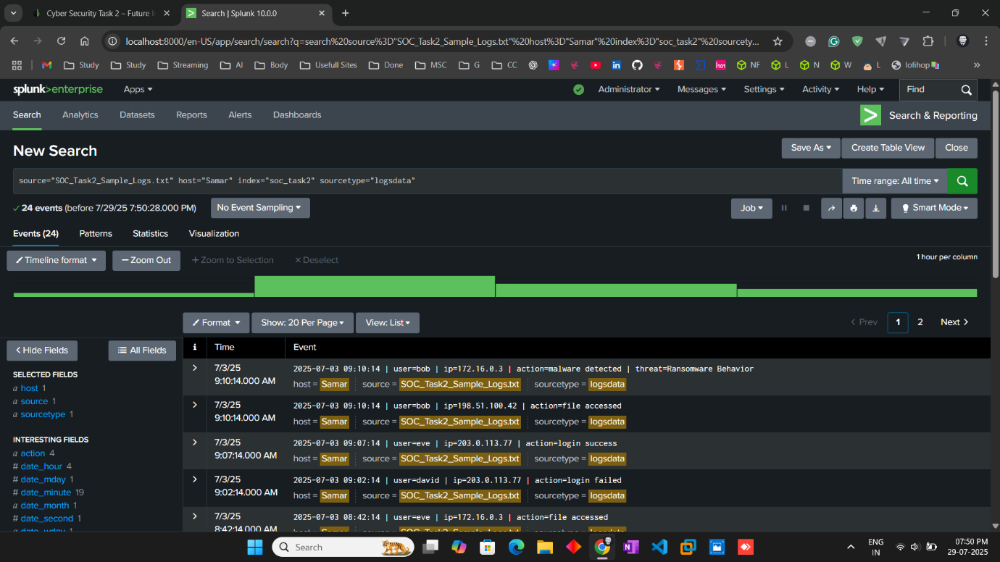 Cyber Security Task 2 – Future I
Search | Splunk 10.0.0
localhost:8000/en-US/app/search/search?q=search%20source%3D"SOC_Task2_Sample_Logs.txt"%20host%3D"Samar"%20index%3D"soc_task2"%20sourcety...
Study Study Streaming AI Body Usefull Sites Done MSC G CC h101 NF L N W L lofihop
splunk>enterprise Apps Administrator Messages Settings Activity Help Find
Search Analytics Datasets Reports Alerts Dashboards Search & Reporting
New Search Save As Create Table View Close
source="SOC_Task2_Sample_Logs.txt" host="Samar" index="soc_task2" sourcetype="logsdata" Time range: All time
24 events (before 7/29/25 7:50:28.000 PM) No Event Sampling Job Smart Mode
Events (24) Patterns Statistics Visualization
Timeline format — Zoom Out + Zoom to Selection × Deselect 1 hour per column
Format Show: 20 Per Page View: List < Prev 1 2 Next >
< Hide Fields All Fields i Time Event
SELECTED FIELDS
a host 1
a source 1
a sourcetype 1
INTERESTING FIELDS
a action 4
# date_hour 4
# date_mday 1
# date_minute 19
a date_month 1
# date_second 1
a date_wday 1
> 7/3/25 2025-07-03 09:10:14 | user=bob | ip=172.16.0.3 | action=malware detected | threat=Ransomware Behavior
9:10:14.000 AM host = Samar source = SOC_Task2_Sample_Logs.txt sourcetype = logsdata
> 7/3/25 2025-07-03 09:10:14 | user=bob | ip=198.51.100.42 | action=file accessed
9:10:14.000 AM host = Samar source = SOC_Task2_Sample_Logs.txt sourcetype = logsdata
> 7/3/25 2025-07-03 09:07:14 | user=eve | ip=203.0.113.77 | action=login success
9:07:14.000 AM host = Samar source = SOC_Task2_Sample_Logs.txt sourcetype = logsdata
> 7/3/25 2025-07-03 09:02:14 | user=david | ip=203.0.113.77 | action=login failed
9:02:14.000 AM host = Samar source = SOC_Task2_Sample_Logs.txt sourcetype = logsdata
> 7/3/25 2025-07-03 08:42:14 | user=eve | ip=172.16.0.3 | action=file accessed
8:42:14.000 AM host = Samar source = SOC_Task2_Sample_Logs.txt sourcetype = logsdata
Search ENG 07:50 PM
IN 29-07-2025